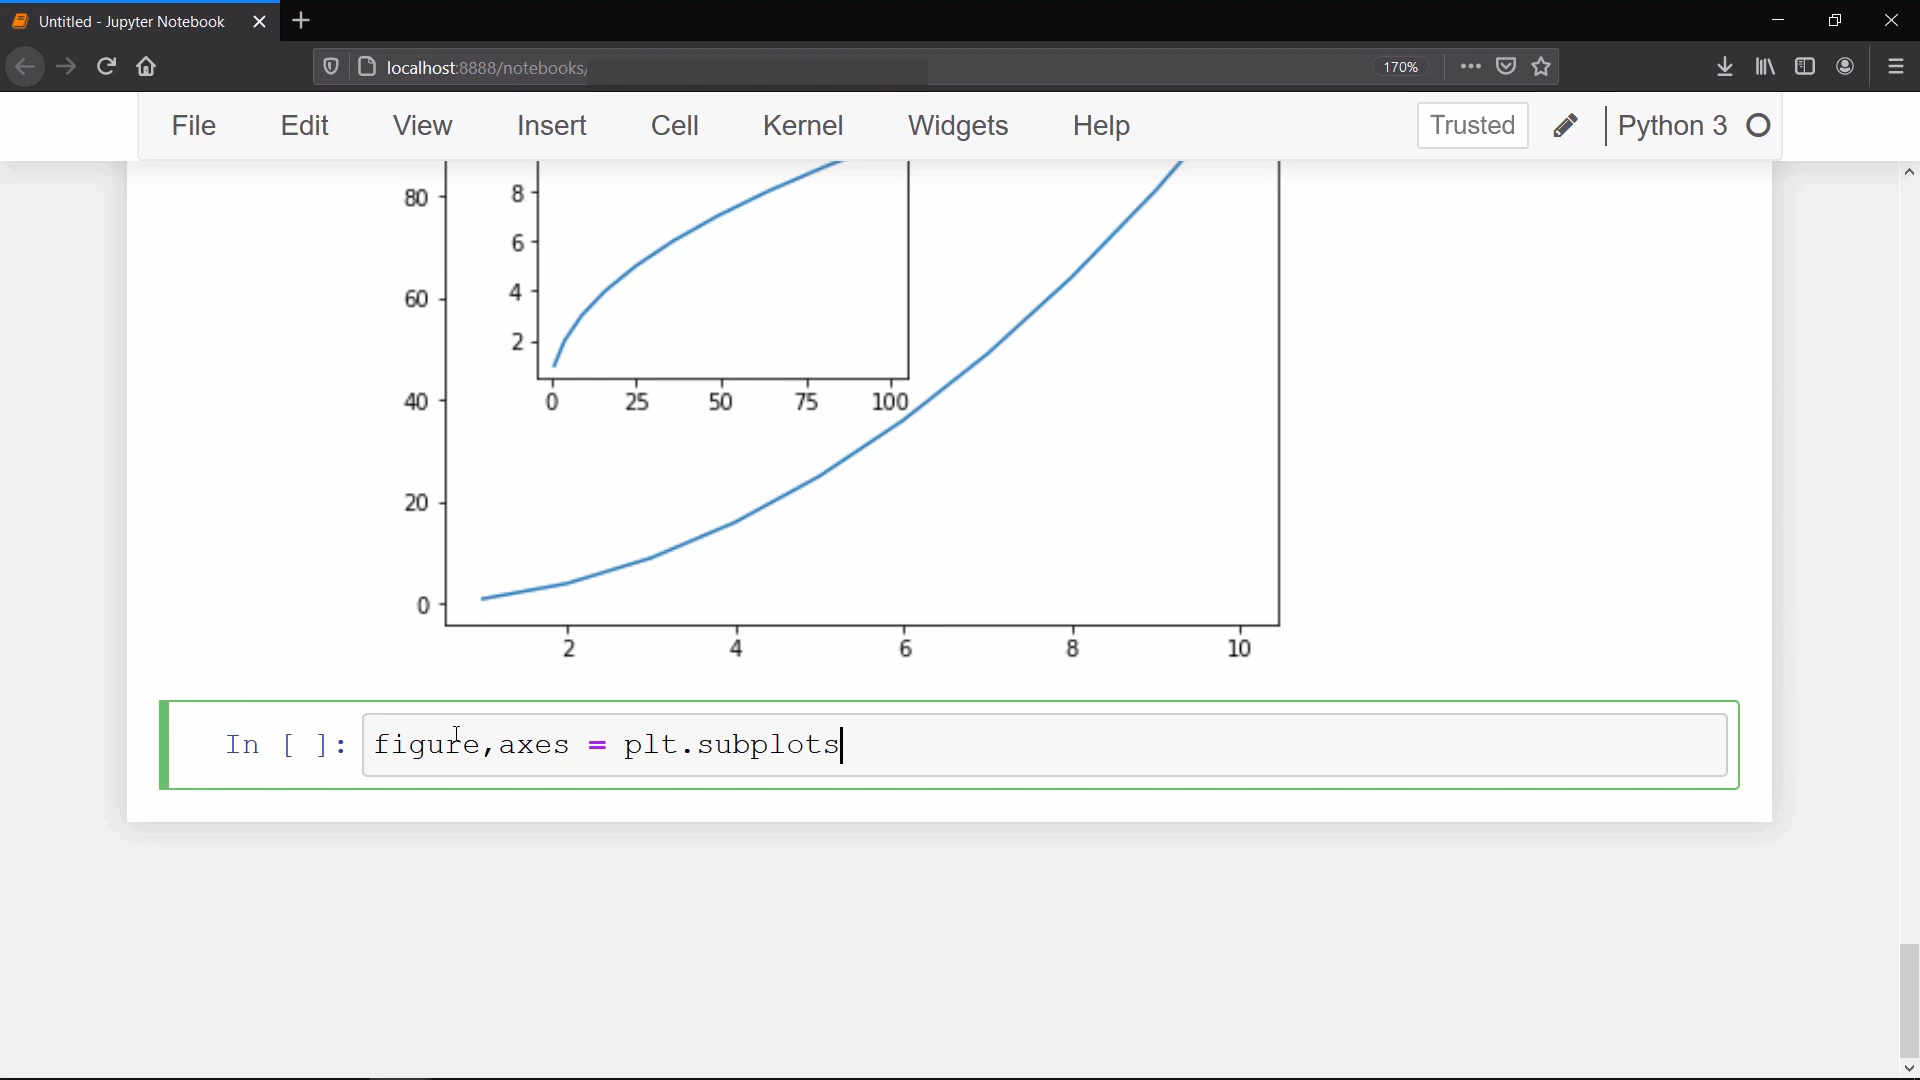 Untitled - Jupyter Notebook
localhost:8888/notebooks/
170%
File Edit View Insert Cell Kernel Widgets Help
Trusted
Python 3
80
60
40
20
0
8
6
4
2
0 25 50 75 100
2 4 6 8 10
In [ ]: figure,axes = plt.subplots